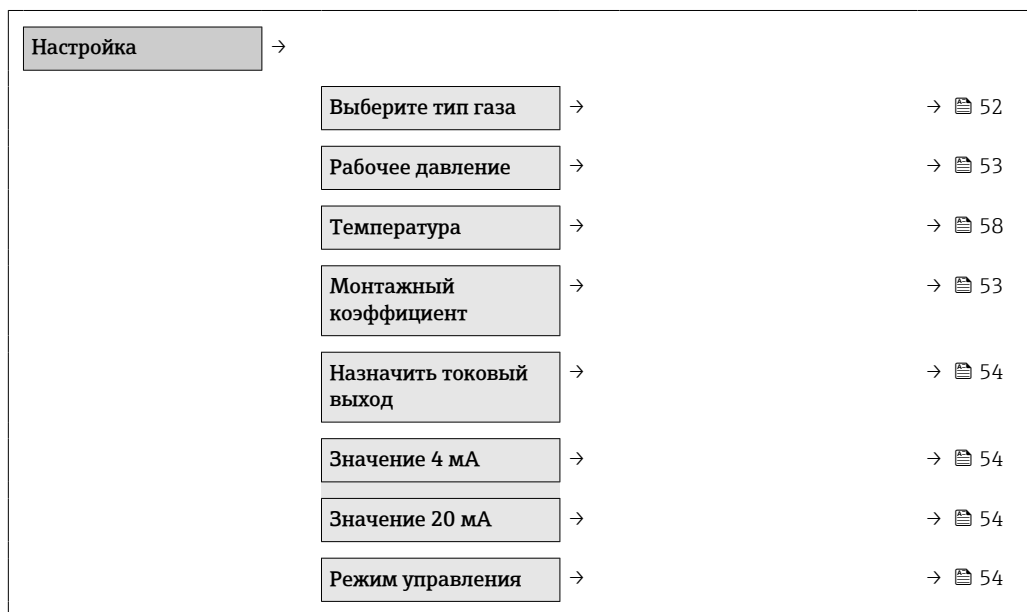 Настройка →
Выберите тип газа → → 52
Рабочее давление → → 53
Температура → → 58
Монтажный → → 53
коэффициент
Назначить токовый → → 54
выход
Значение 4 мА → → 54
Значение 20 мА → → 54
Режим управления → → 54